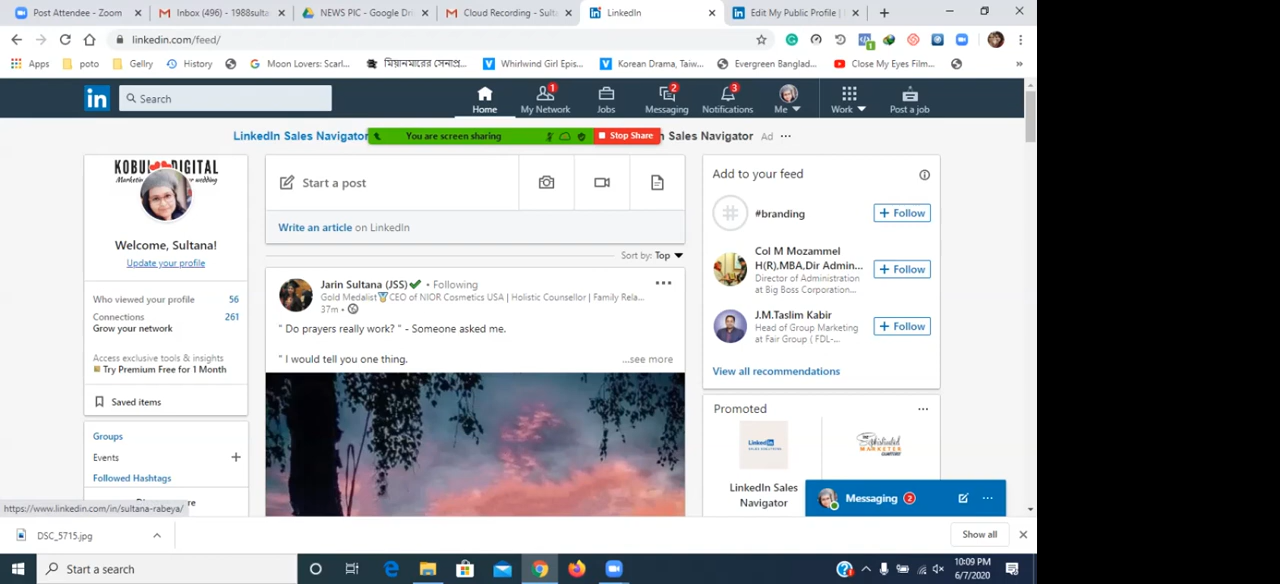 Post Attendee - Zoom
Inbox (496) - 1988sulta
NEWS PIC - Google Dri
Cloud Recording - Sulta
LinkedIn
Edit My Public Profile |
linkedin.com/feed/
Apps
poto
Gellry
History
Moon Lovers: Scarl...
মিয়ানমারের সেনাপ্র...
Whirlwind Girl Epis...
Korean Drama, Taiw...
Evergreen Banglad...
Close My Eyes Film...
»
in
Search
Home
1
My Network
Jobs
2
Messaging
3
Notifications
Me
Work
Post a job
LinkedIn Sales Navigator
You are screen sharing
Stop Share
Sales Navigator
Ad
KOBUL DIGITAL
Welcome, Sultana!
Update your profile
Who viewed your profile 56
Connections 261
Grow your network
Access exclusive tools & insights
Try Premium Free for 1 Month
Saved items
Groups
Events
Followed Hashtags
Start a post
Write an article on LinkedIn
Sort by: Top
Jarin Sultana (JSS) • Following
Gold Medalist CEO of NIOR Cosmetics USA | Holistic Counsellor | Family Rela...
37m •
" Do prayers really work? " - Someone asked me.
" I would tell you one thing.
...see more
Add to your feed
#branding
+ Follow
Col M Mozammel
H(R).MBA,Dir Admin...
Director of Administration
at Big Boss Corporation...
+ Follow
J.M.Taslim Kabir
Head of Group Marketing
at Fair Group ( FDL-...
+ Follow
View all recommendations
Promoted
LinkedIn Sales
Navigator
Messaging 2
https://www.linkedin.com/in/sultana-rabeya/
DSC_5715.jpg
Show all
Start a search
10:09 PM
6/7/2020